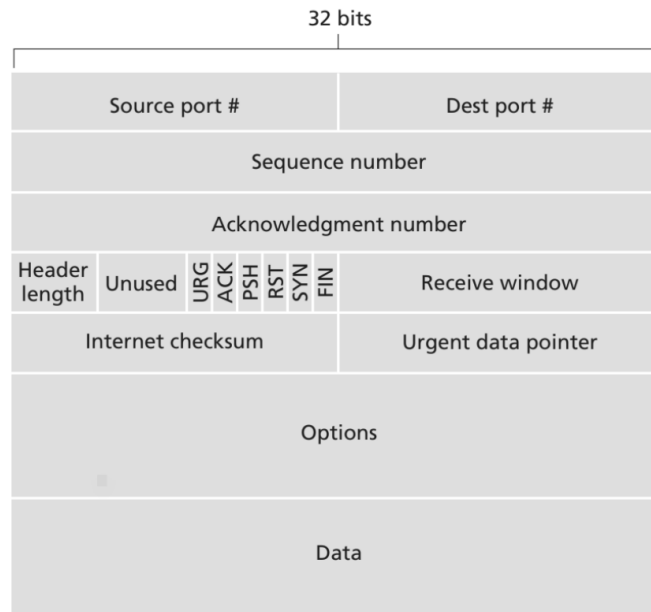 32 bits
Source port # Dest port #
Sequence number
Acknowledgment number
Header length Unused URG ACK PSH RST SYN FIN Receive window
Internet checksum Urgent data pointer
Options
Data